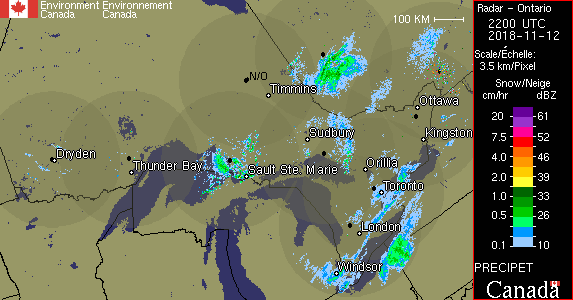 Environment Environnement
Canada Canada
100 KM
N/O
Timmins
Ottawa
Sudbury
Kingston
Dryden
Thunder Bay
Sault Ste. Marie
Orillia
Toronto
London
Windsor
Radar - Ontario
2200 UTC
2018-11-12
Scale/Échelle:
3.5 km/Pixel
Snow/Neige
cm/hr dBZ
20 61
7.5 52
4.0 46
2.0 39
1.0 33
0.5 26
0.1 10
PRECIPET
Canada